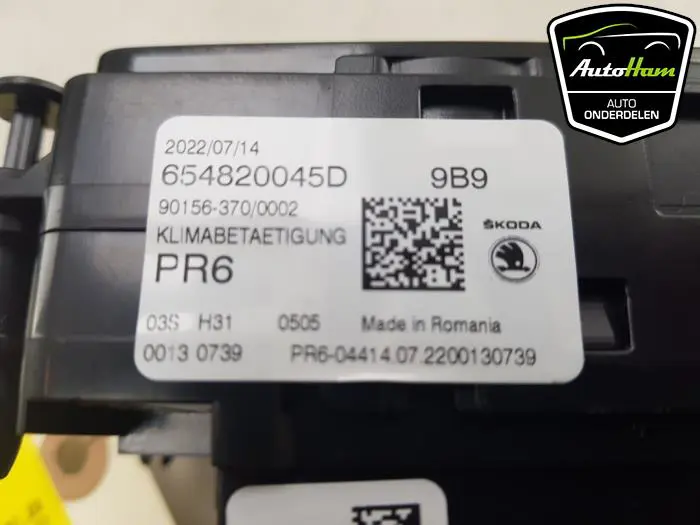 AutoHam
AUTO
ONDERDELEN
2022/07/14
654820045D 9B9
90156-370/0002
KLIMABETAETIGUNG
ŠKODA
PR6
03S H31 0505 Made in Romania
0013 0739 PR6-04414.07.2200130739